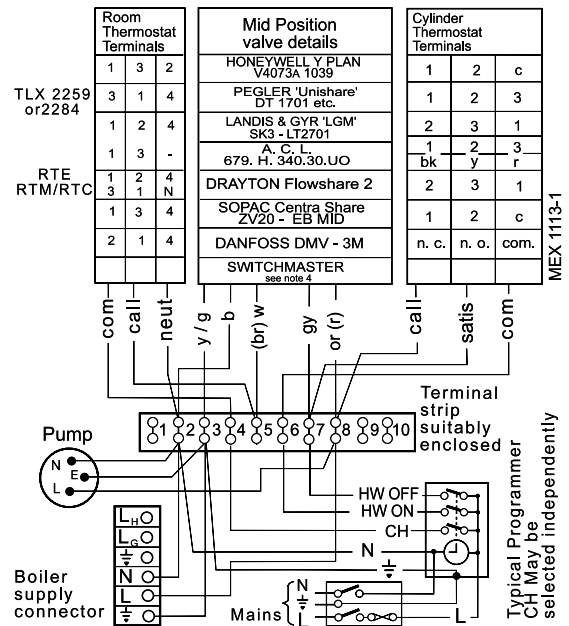 Room
Thermostat
Terminals
1 3 2
TLX 2259
or2284
3 1 4
1 2 4
1 3 -
RTE
RTM/RTC
1 2 4
3 1 N
1 3 4
2 1 4
Mid Position
valve details
HONEYWELL Y PLAN
V4073A 1039
PEGLER 'Unishare'
DT 1701 etc.
LANDIS & GYR 'LGM'
SK3 - LT2701
A. C. L.
679. H. 340.30.UO
DRAYTON Flowshare 2
SOPAC Centra Share
ZV20 - EB MID
DANFOSS DMV - 3M
SWITCHMASTER
see note 4
Cylinder
Thermostat
Terminals
1 2 c
1 2 3
2 3 1
1 2 3
bk y r
2 3 1
1 2 c
n. c. n. o. com.
MEX 1113-1
com
call
neut
y / g
b
(br) w
gy
or (r)
call
satis
com
1 2 3 4 5 6 7 8 9 10
Terminal
strip
suitably
enclosed
Pump
N
E
L
HW OFF
HW ON
CH
N
Typical Programmer
CH May be
selected independently
Boiler
supply
connector
LH
LG
N
L
Mains
N
L
L